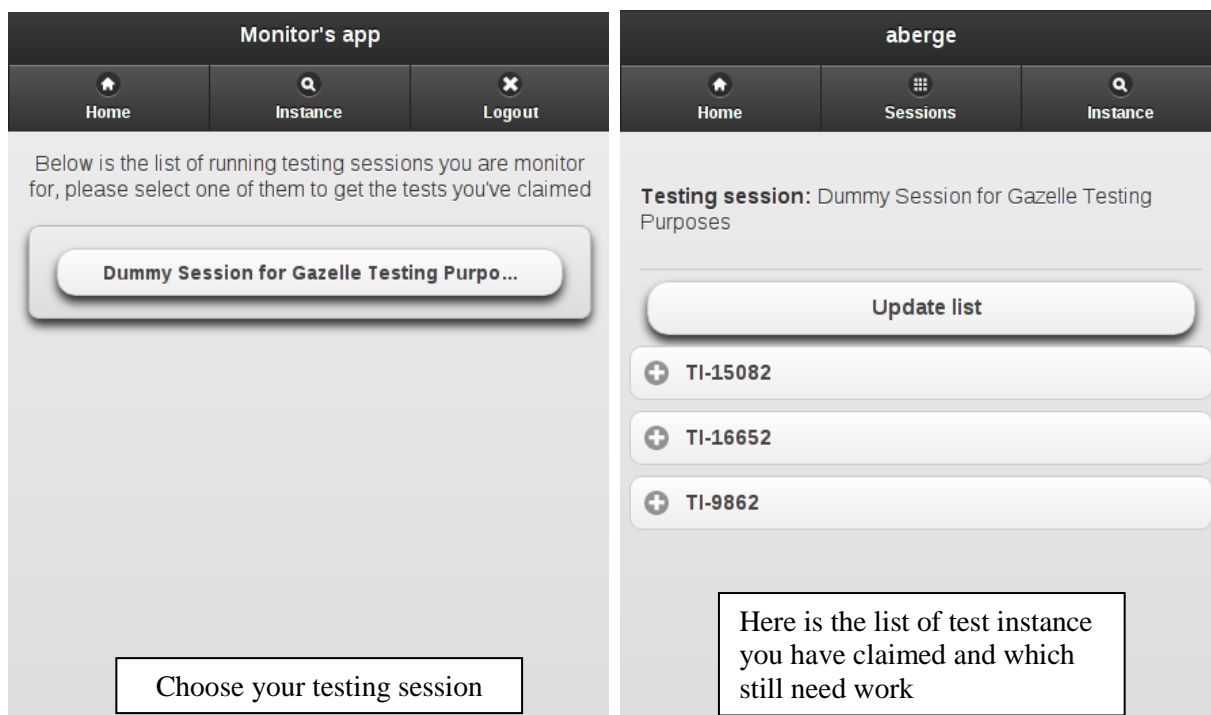 Monitor's app
Home
Instance
Logout
Below is the list of running testing sessions you are monitor
for, please select one of them to get the tests you've claimed
Dummy Session for Gazelle Testing Purpo...
Choose your testing session
aberge
Home
Sessions
Instance
Testing session: Dummy Session for Gazelle Testing
Purposes
Update list
TI-15082
TI-16652
TI-9862
Here is the list of test instance
you have claimed and which
still need work